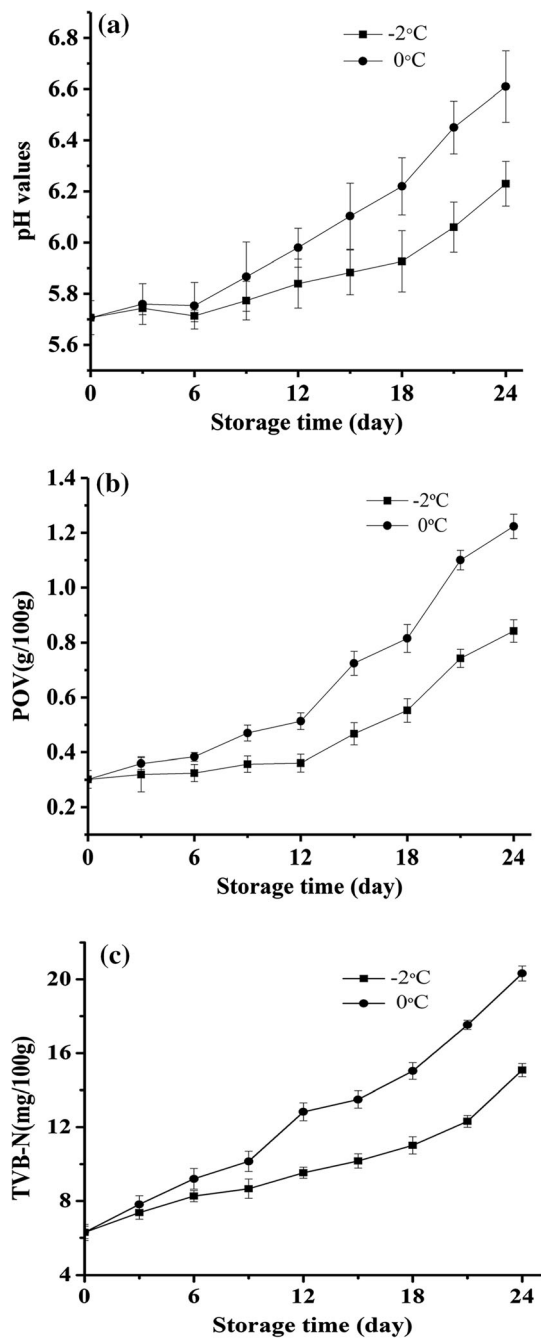 (a)
-2°C
0°C
6.8
6.6
6.4
6.2
6.0
5.8
5.6
pH values
0 6 12 18 24
Storage time (day)
(b)
-2°C
0°C
1.4
1.2
1.0
0.8
0.6
0.4
0.2
POV(g/100g)
0 6 12 18 24
Storage time (day)
(c)
-2°C
0°C
20
16
12
8
4
TVB-N(mg/100g)
0 6 12 18 24
Storage time (day)